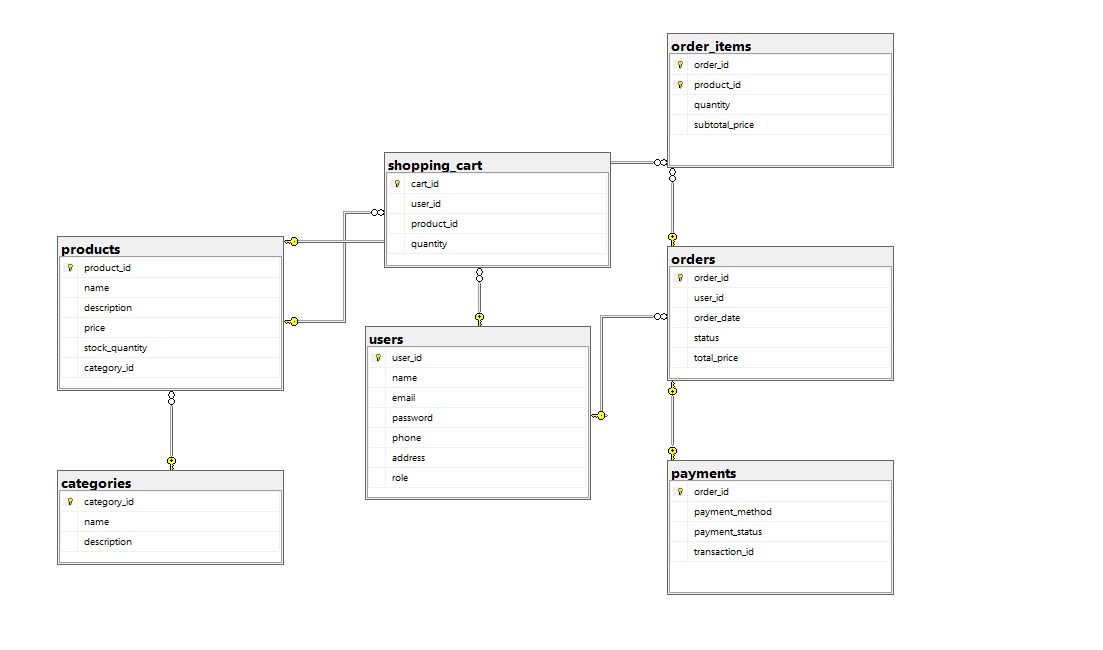 order_items
order_id
product_id
quantity
subtotal_price
shopping_cart
cart_id
user_id
product_id
quantity
products
product_id
name
description
price
stock_quantity
category_id
orders
order_id
user_id
order_date
status
total_price
users
user_id
name
email
password
phone
address
role
categories
category_id
name
description
payments
order_id
payment_method
payment_status
transaction_id